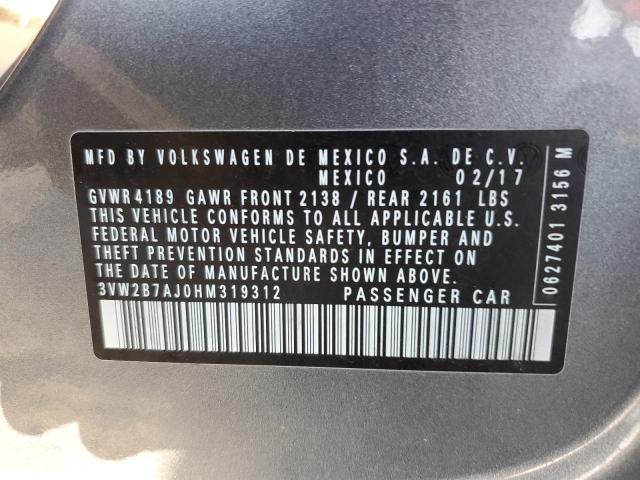 MFD BY VOLKSWAGEN DE MEXICO S.A. DE C.V.
MEXICO 02/17
GVWR 4189 GAWR FRONT 2138 / REAR 2161 LBS
THIS VEHICLE CONFORMS TO ALL APPLICABLE U.S.
FEDERAL MOTOR VEHICLE SAFETY, BUMPER AND
THEFT PREVENTION STANDARDS IN EFFECT ON
THE DATE OF MANUFACTURE SHOWN ABOVE.
3VW2B7AJ0HM319312 PASSENGER CAR
0627401 3156 M